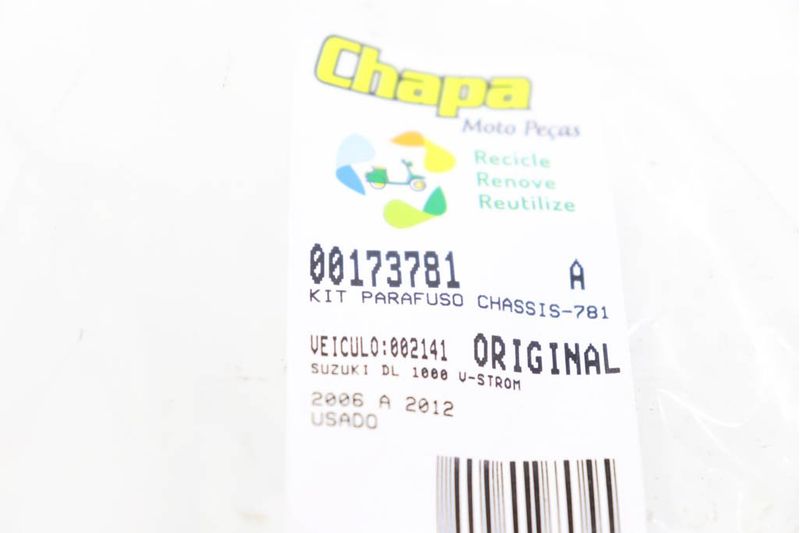 Chapa
Moto Peças
Recicle
Renove
Reutilize
00173781 A
KIT PARAFUSO CHASSIS-781
VEICULO:002141 ORIGINAL
SUZUKI DL 1000 V-STROM
2006 A 2012
USADO